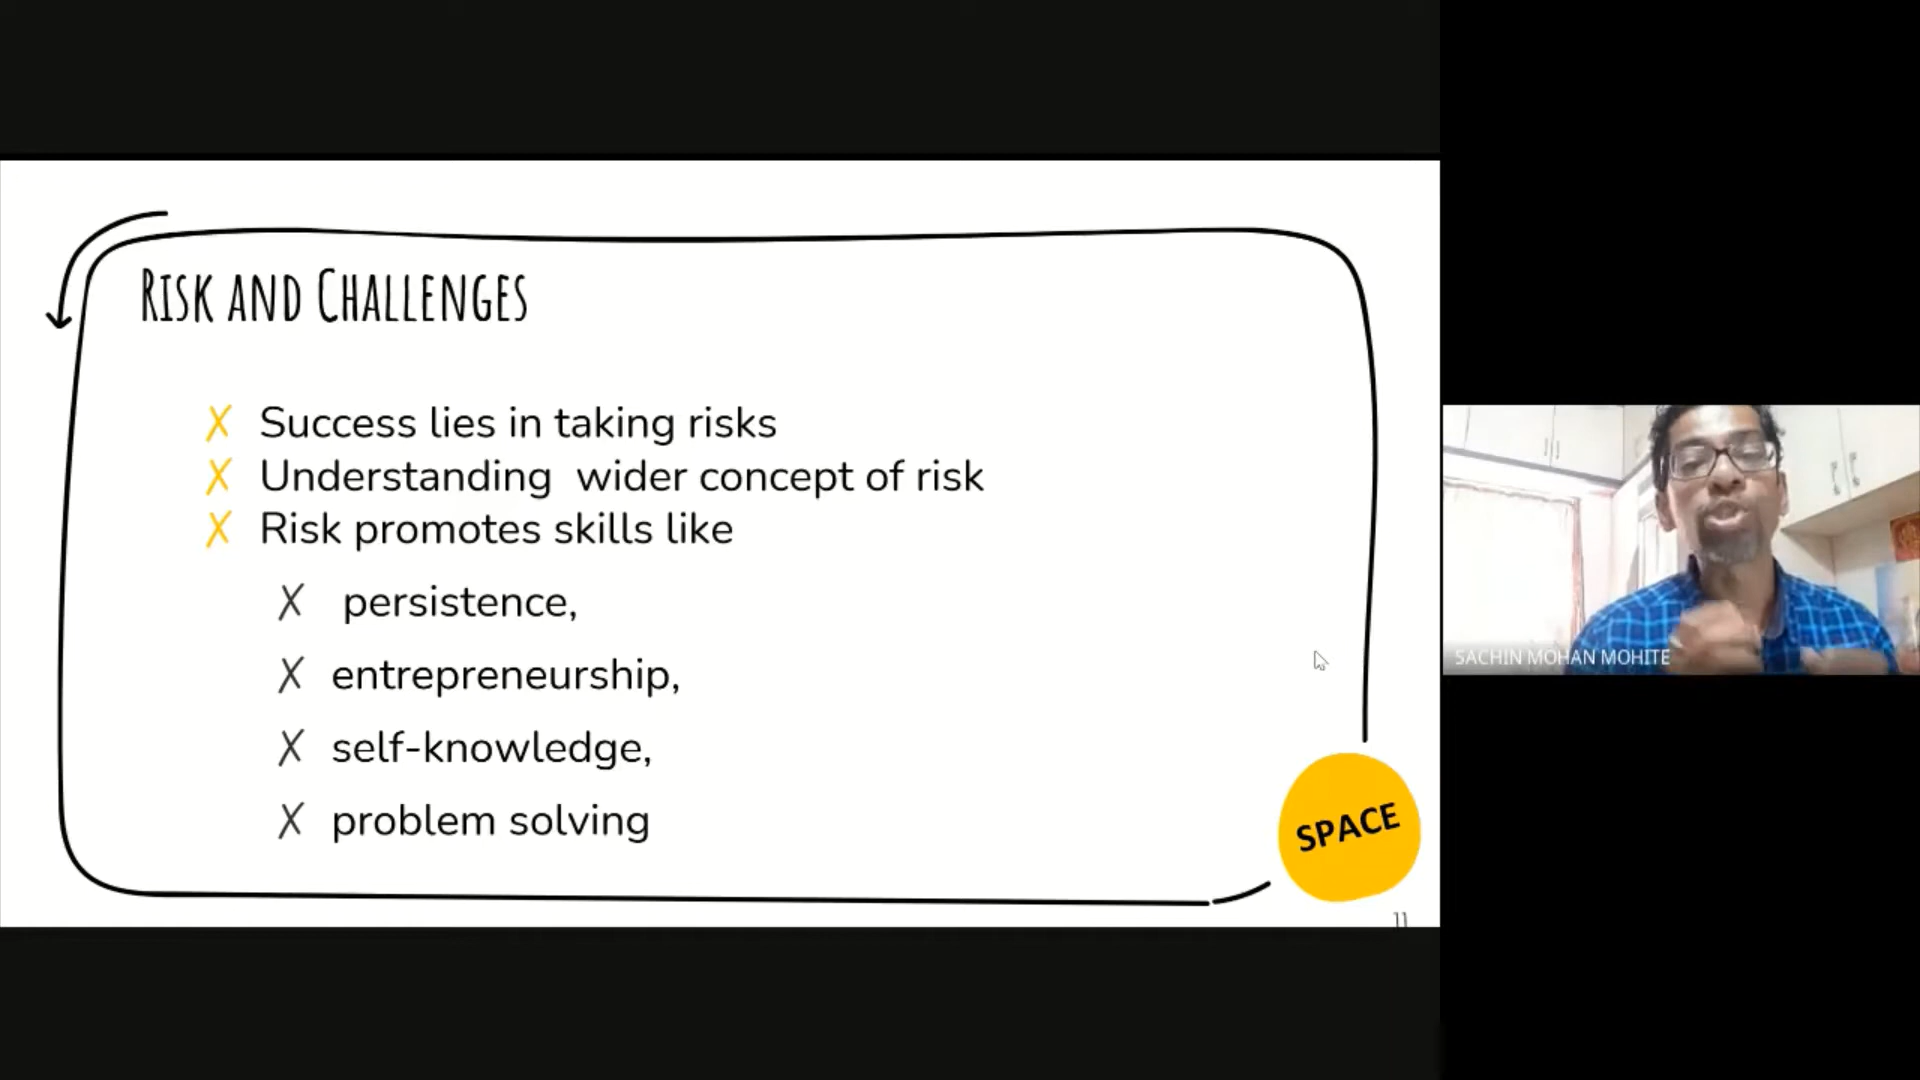 Risk and Challenges
✗ Success lies in taking risks
✗ Understanding  wider concept of risk
✗ Risk promotes skills like
✗ persistence,
✗ entrepreneurship,
✗ self-knowledge,
✗ problem solving
SPACE
11
SACHIN MOHAN MOHITE